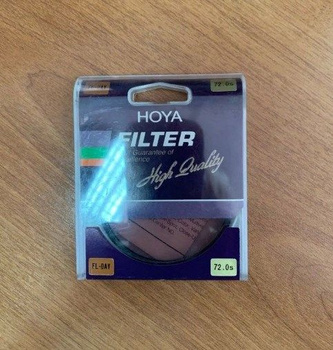 72.0s
HOYA
FILTER
Guarantee of
High Quality
FL-DAY
72.0s